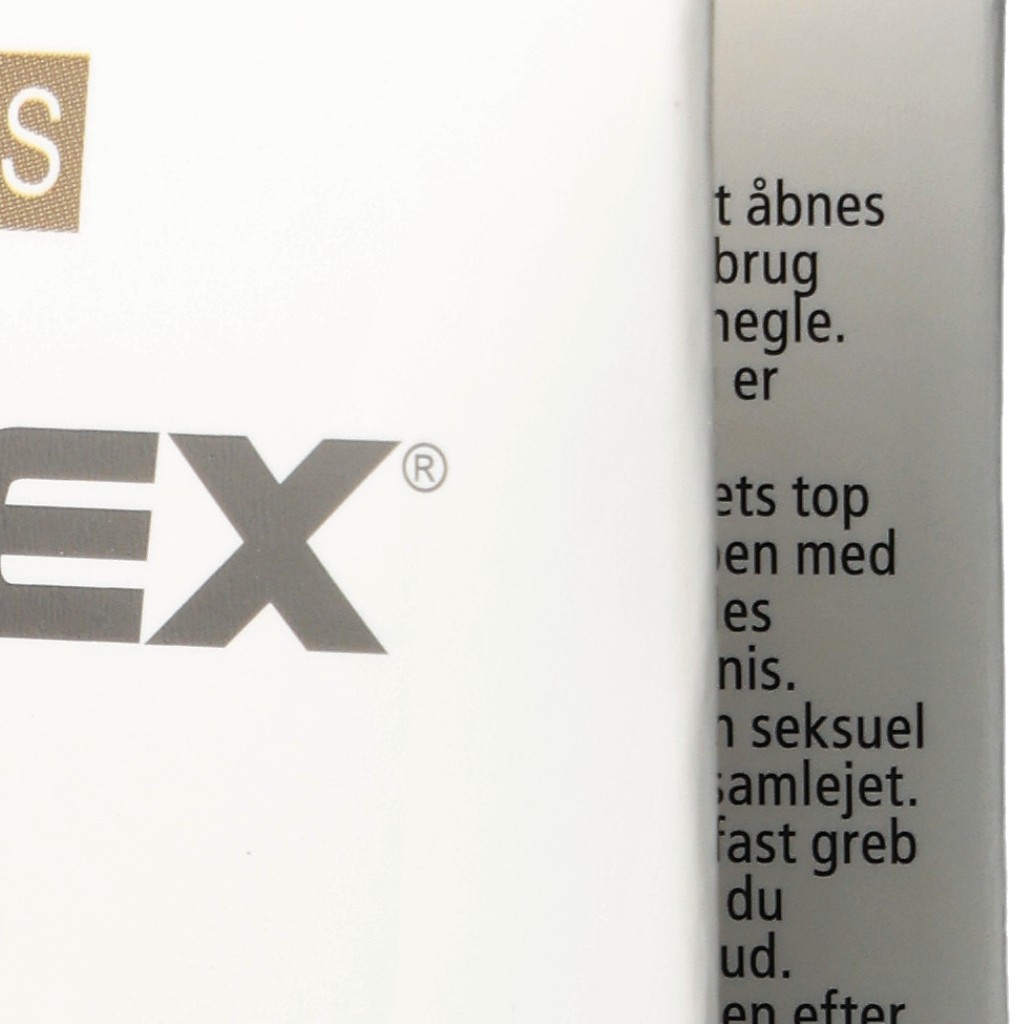 S
EX®
t åbnes
brug
negle.
er
ets top
en med
es
nis.
n seksuel
samlejet.
fast greb
du
ud.
en efter